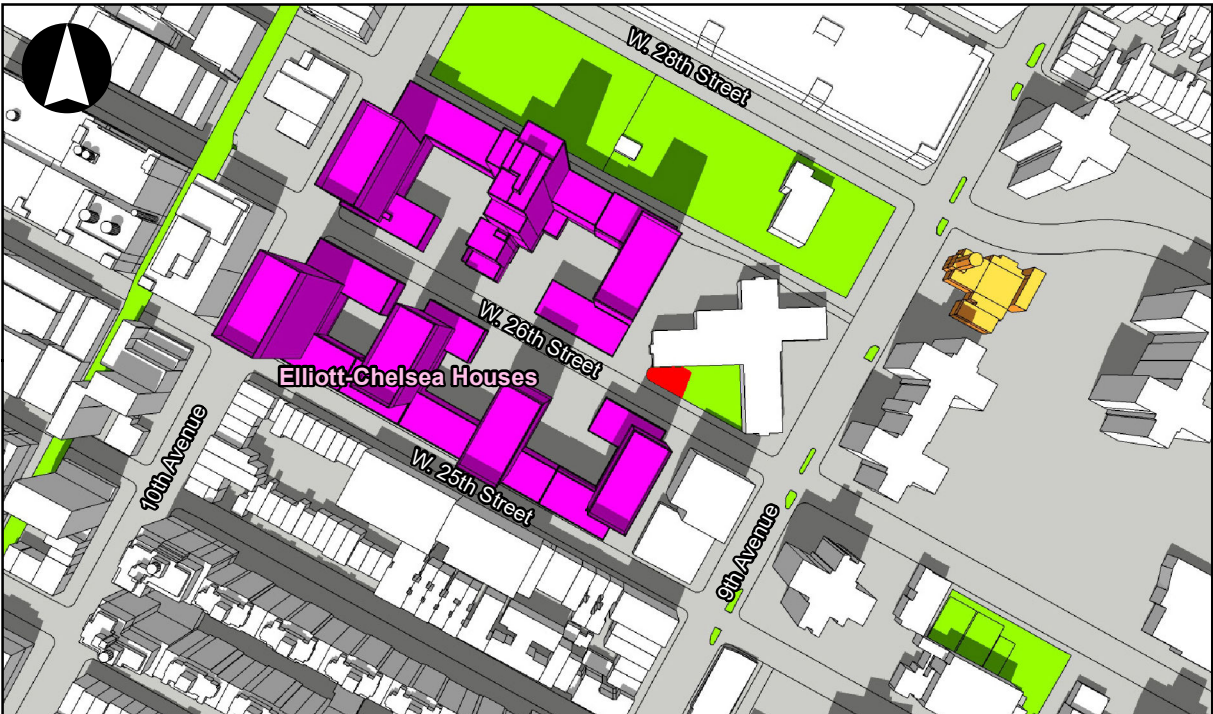 W. 28th Street
W. 26th Street
Elliott-Chelsea Houses
10th Avenue
W. 25th Street
9th Avenue